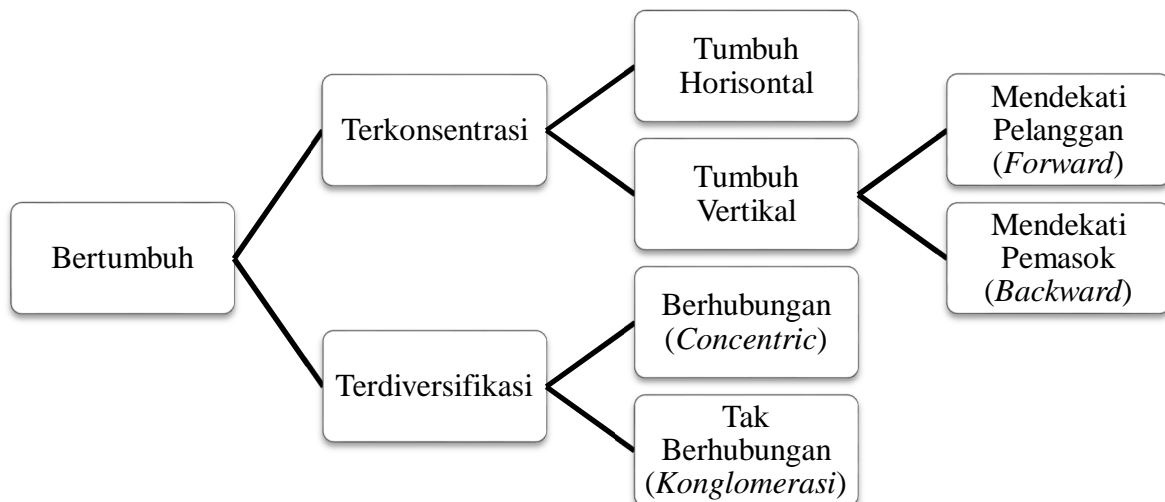 Bertumbuh
Terkonsentrasi
Tumbuh
Horisontal
Tumbuh
Vertikal
Mendekati
Pelanggan
(Forward)
Mendekati
Pemasok
(Backward)
Terdiversifikasi
Berhubungan
(Concentric)
Tak
Berhubungan
(Konglomerasi)